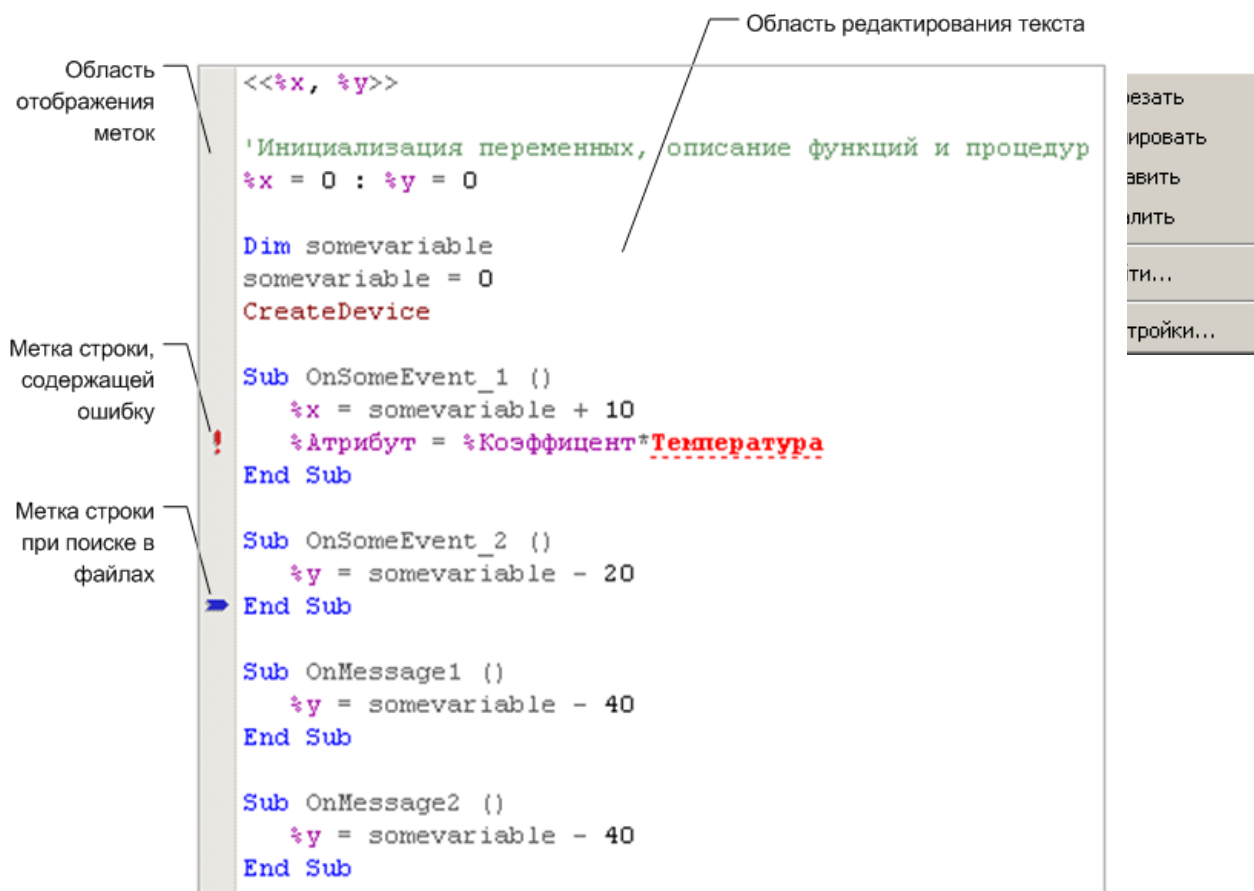 Область редактирования текста
Область
отображения
меток
<<%x, %y>>
'Инициализация переменных, описание функций и процедур
%x = 0 : %y = 0
Dim somevariable
somevariable = 0
CreateDevice
Метка строки,
содержащей
ошибку
Sub OnSomeEvent_1 ()
%x = somevariable + 10
! %Атрибут = %Коэффицент*Температура
End Sub
Метка строки
при поиске в
файлах
Sub OnSomeEvent_2 ()
%y = somevariable - 20
End Sub
Sub OnMessage1 ()
%y = somevariable - 40
End Sub
Sub OnMessage2 ()
%y = somevariable - 40
End Sub
езать
ировать
авить
лить
ти...
тройки...